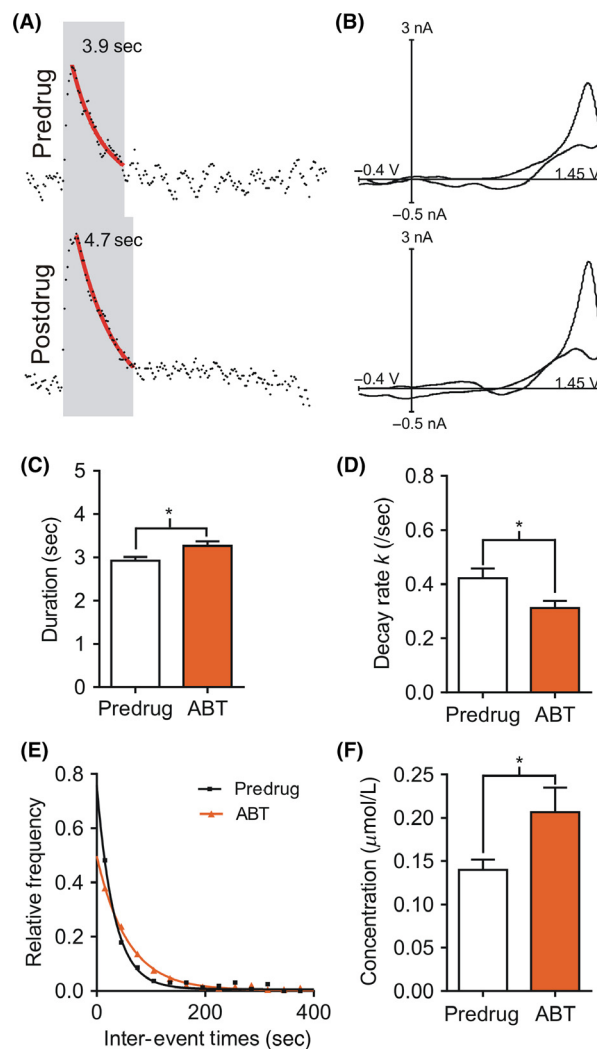 (A)
Predrug
3.9 sec
Postdrug
4.7 sec
(B)
3 nA
−0.4 V
1.45 V
−0.5 nA
3 nA
−0.4 V
1.45 V
−0.5 nA
(C)
Duration (sec)
5
4
3
2
1
0
*
Predrug
ABT
(D)
Decay rate k (/sec)
0.8
0.6
0.4
0.2
0.0
*
Predrug
ABT
(E)
Relative frequency
0.8
0.6
0.4
0.2
0.0
Predrug
ABT
0
200
400
Inter-event times (sec)
(F)
Concentration (μmol/L)
0.25
0.20
0.15
0.10
0.05
0.00
*
Predrug
ABT